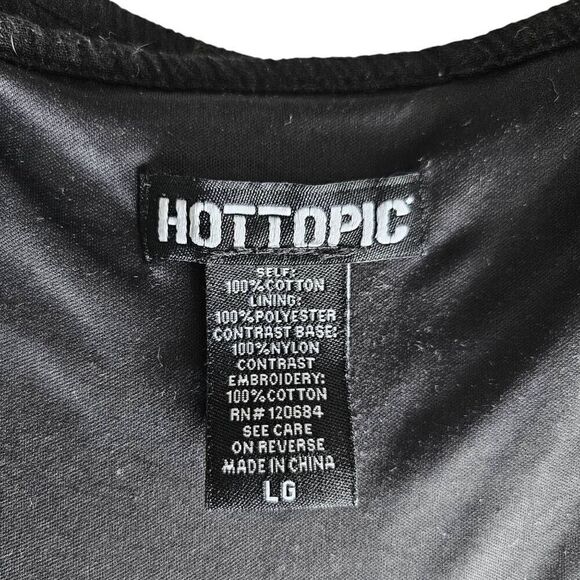 HOTTOPIC
SELF:
100%COTTON
LINING:
100%POLYESTER
CONTRAST BASE:
100%NYLON
CONTRAST
EMBROIDERY:
100%COTTON
RN# 120684
SEE CARE
ON REVERSE
MADE IN CHINA
LG